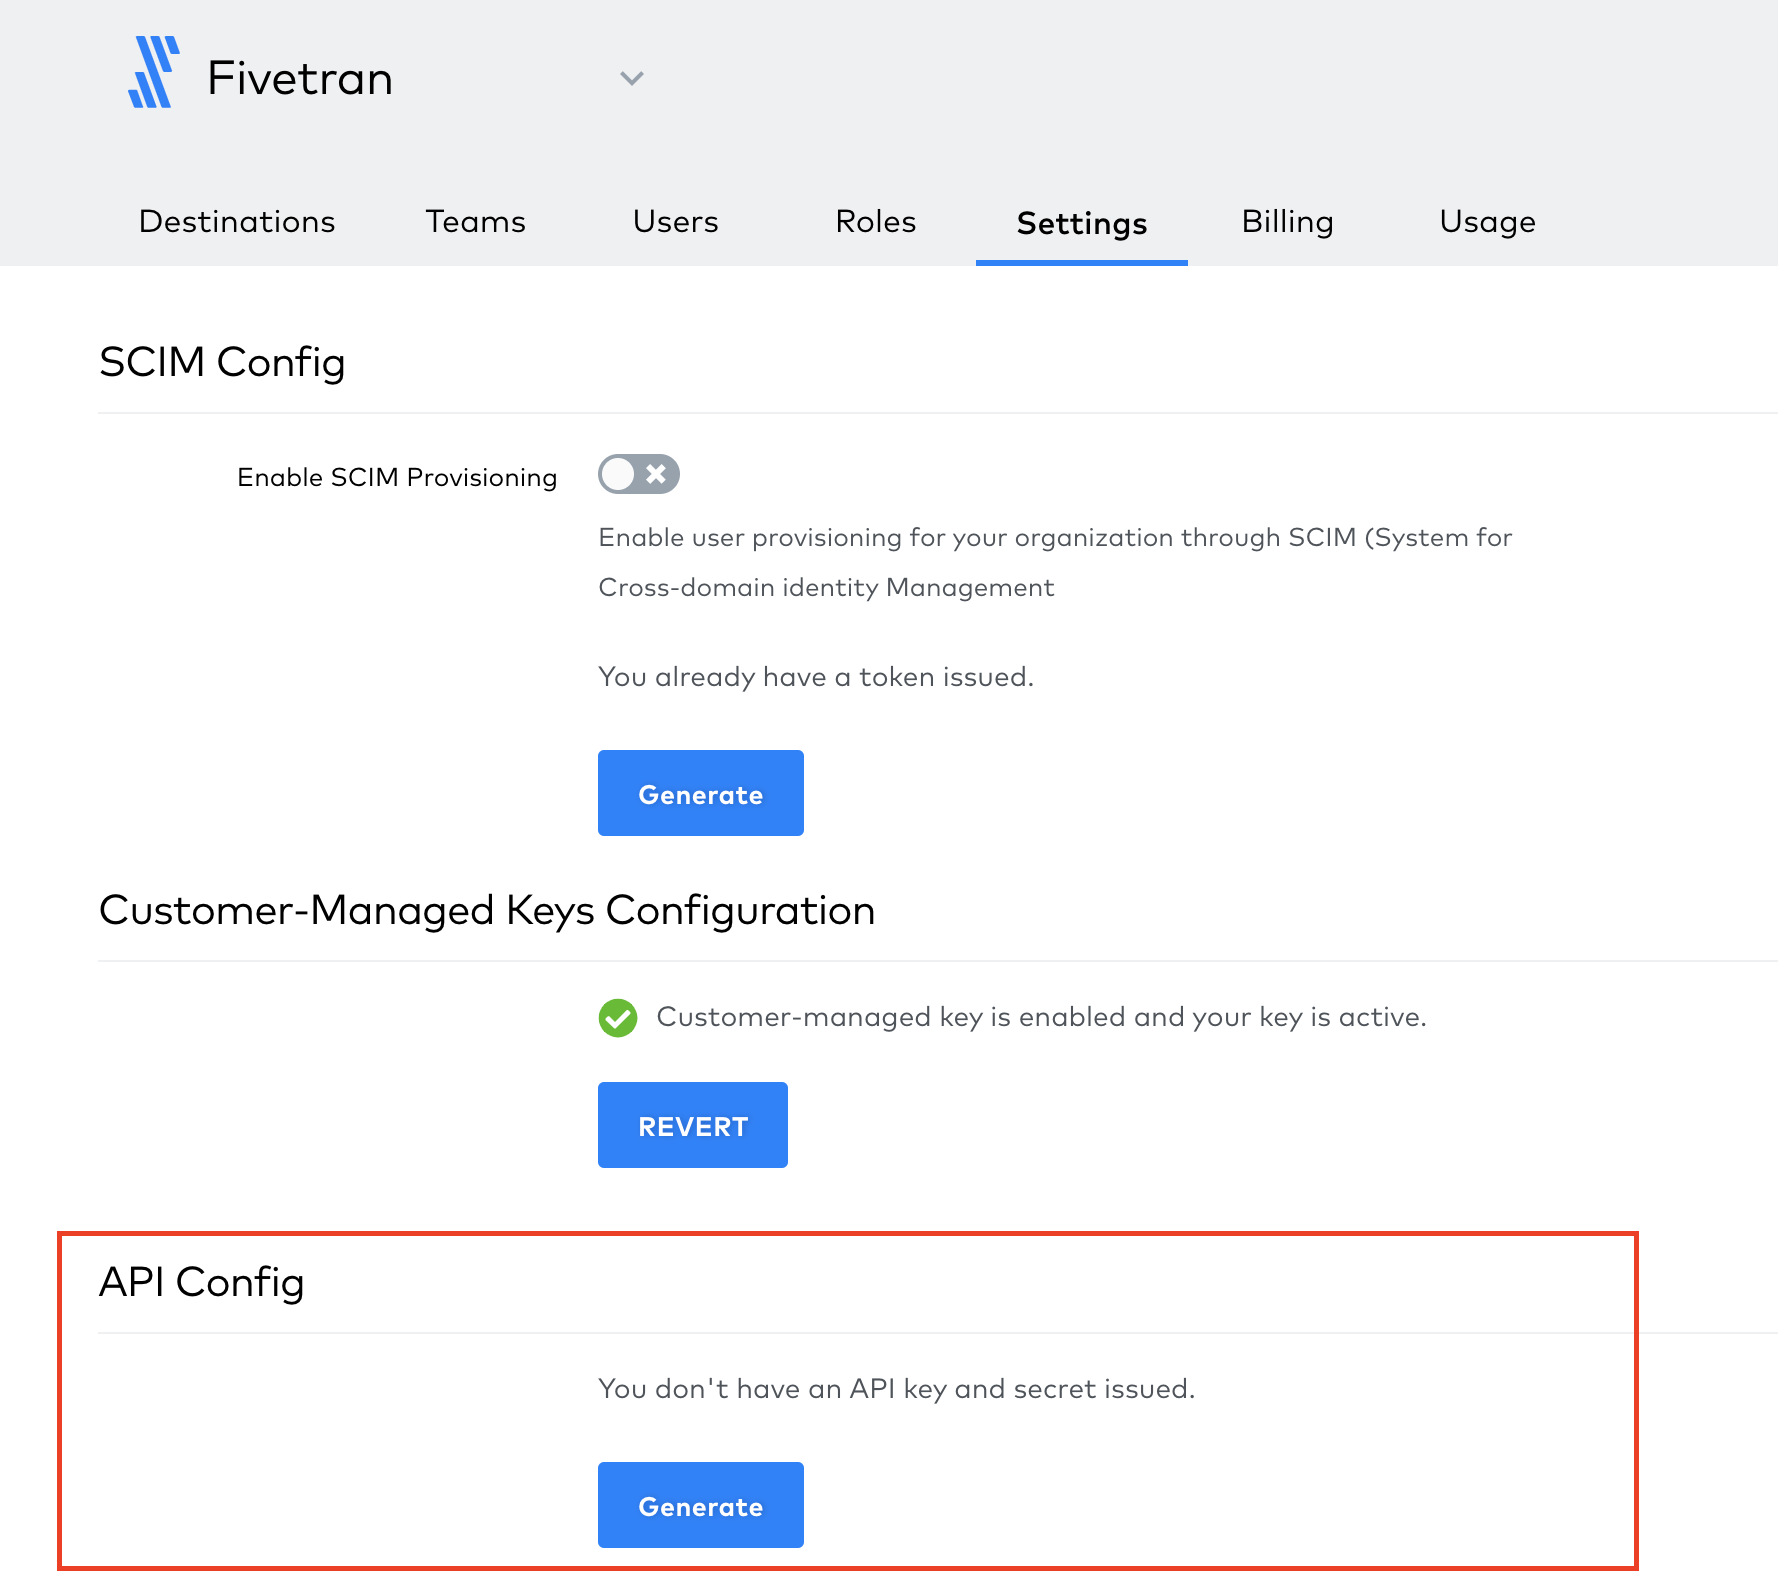 Fivetran
Destinations Teams Users Roles Settings Billing Usage
SCIM Config
Enable SCIM Provisioning
Enable user provisioning for your organization through SCIM (System for
Cross-domain identity Management
You already have a token issued.
Generate
Customer-Managed Keys Configuration
Customer-managed key is enabled and your key is active.
REVERT
API Config
You don't have an API key and secret issued.
Generate